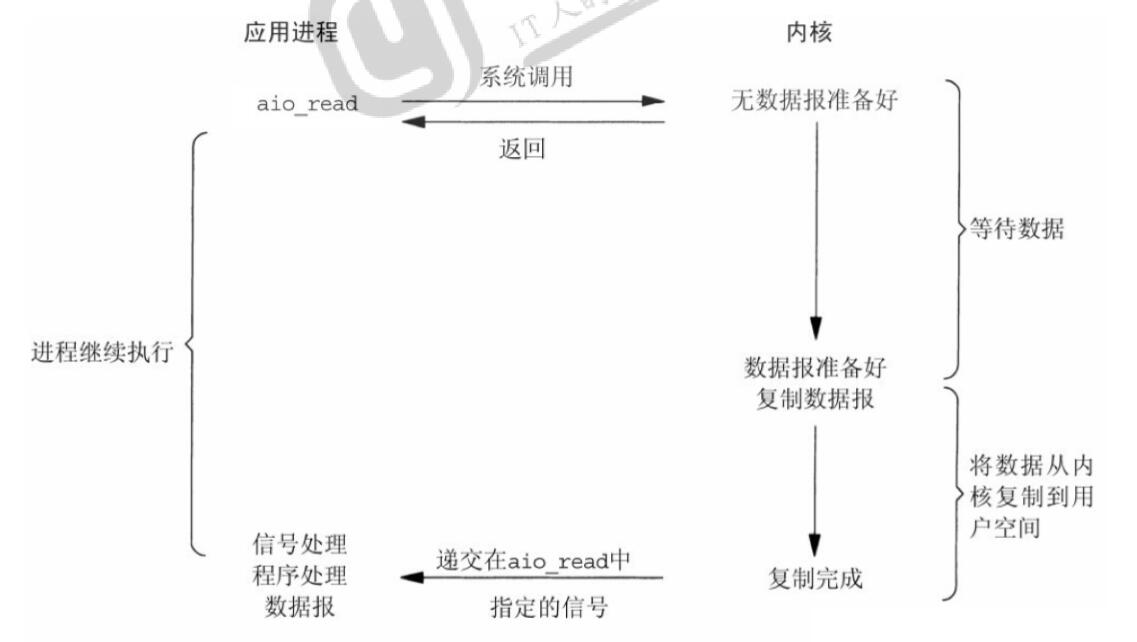 应用进程
内核
系统调用
aio_read
无数据报准备好
返回
等待数据
进程继续执行
数据报准备好
复制数据报
将数据从内
核复制到用
户空间
信号处理
程序处理
数据报
递交在aio_read中
指定的信号
复制完成
IT人的